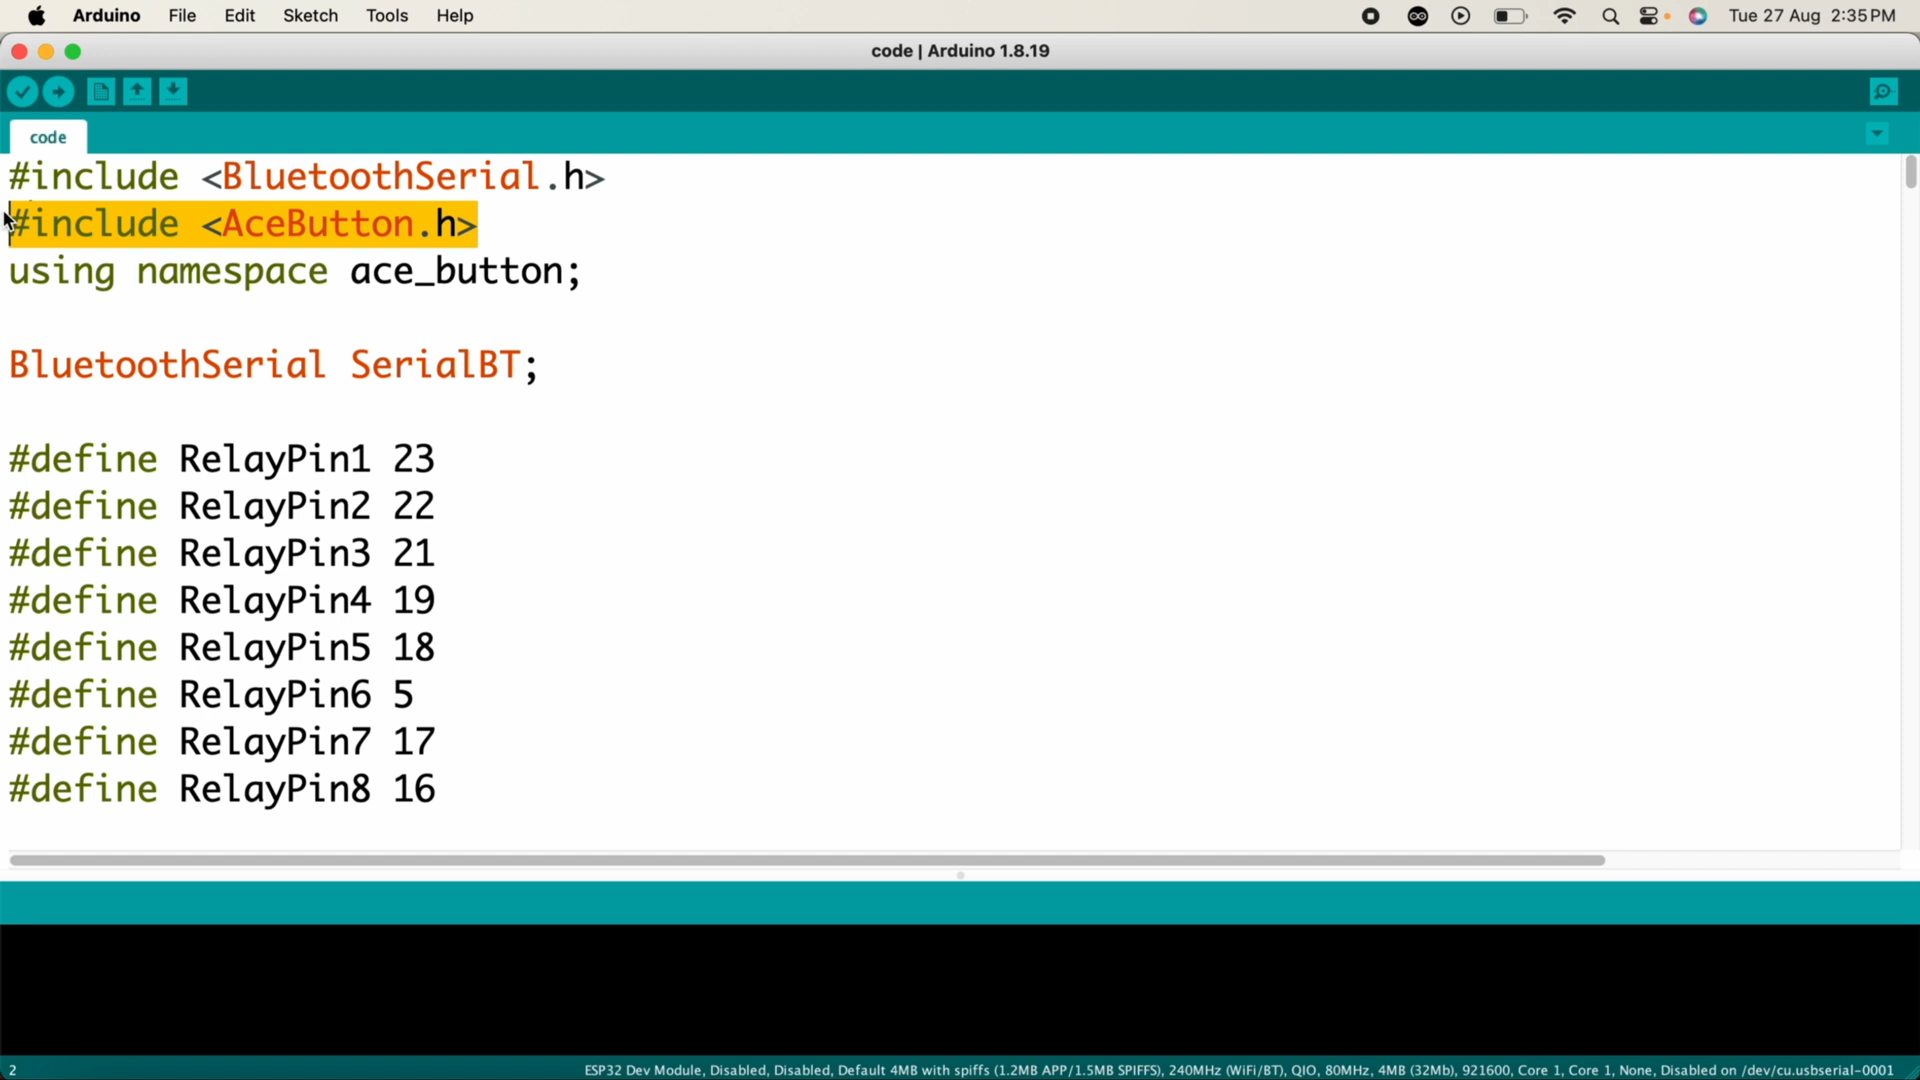 Arduino File Edit Sketch Tools Help Tue 27 Aug 2:35 PM
code | Arduino 1.8.19
code
#include <BluetoothSerial.h>
#include <AceButton.h>
using namespace ace_button;
BluetoothSerial SerialBT;
#define RelayPin1 23
#define RelayPin2 22
#define RelayPin3 21
#define RelayPin4 19
#define RelayPin5 18
#define RelayPin6 5
#define RelayPin7 17
#define RelayPin8 16
2 ESP32 Dev Module, Disabled, Disabled, Default 4MB with spiffs (1.2MB APP/1.5MB SPIFFS), 240MHz (WiFi/BT), QIO, 80MHz, 4MB (32Mb), 921600, Core 1, Core 1, None, Disabled on /dev/cu.usbserial-0001